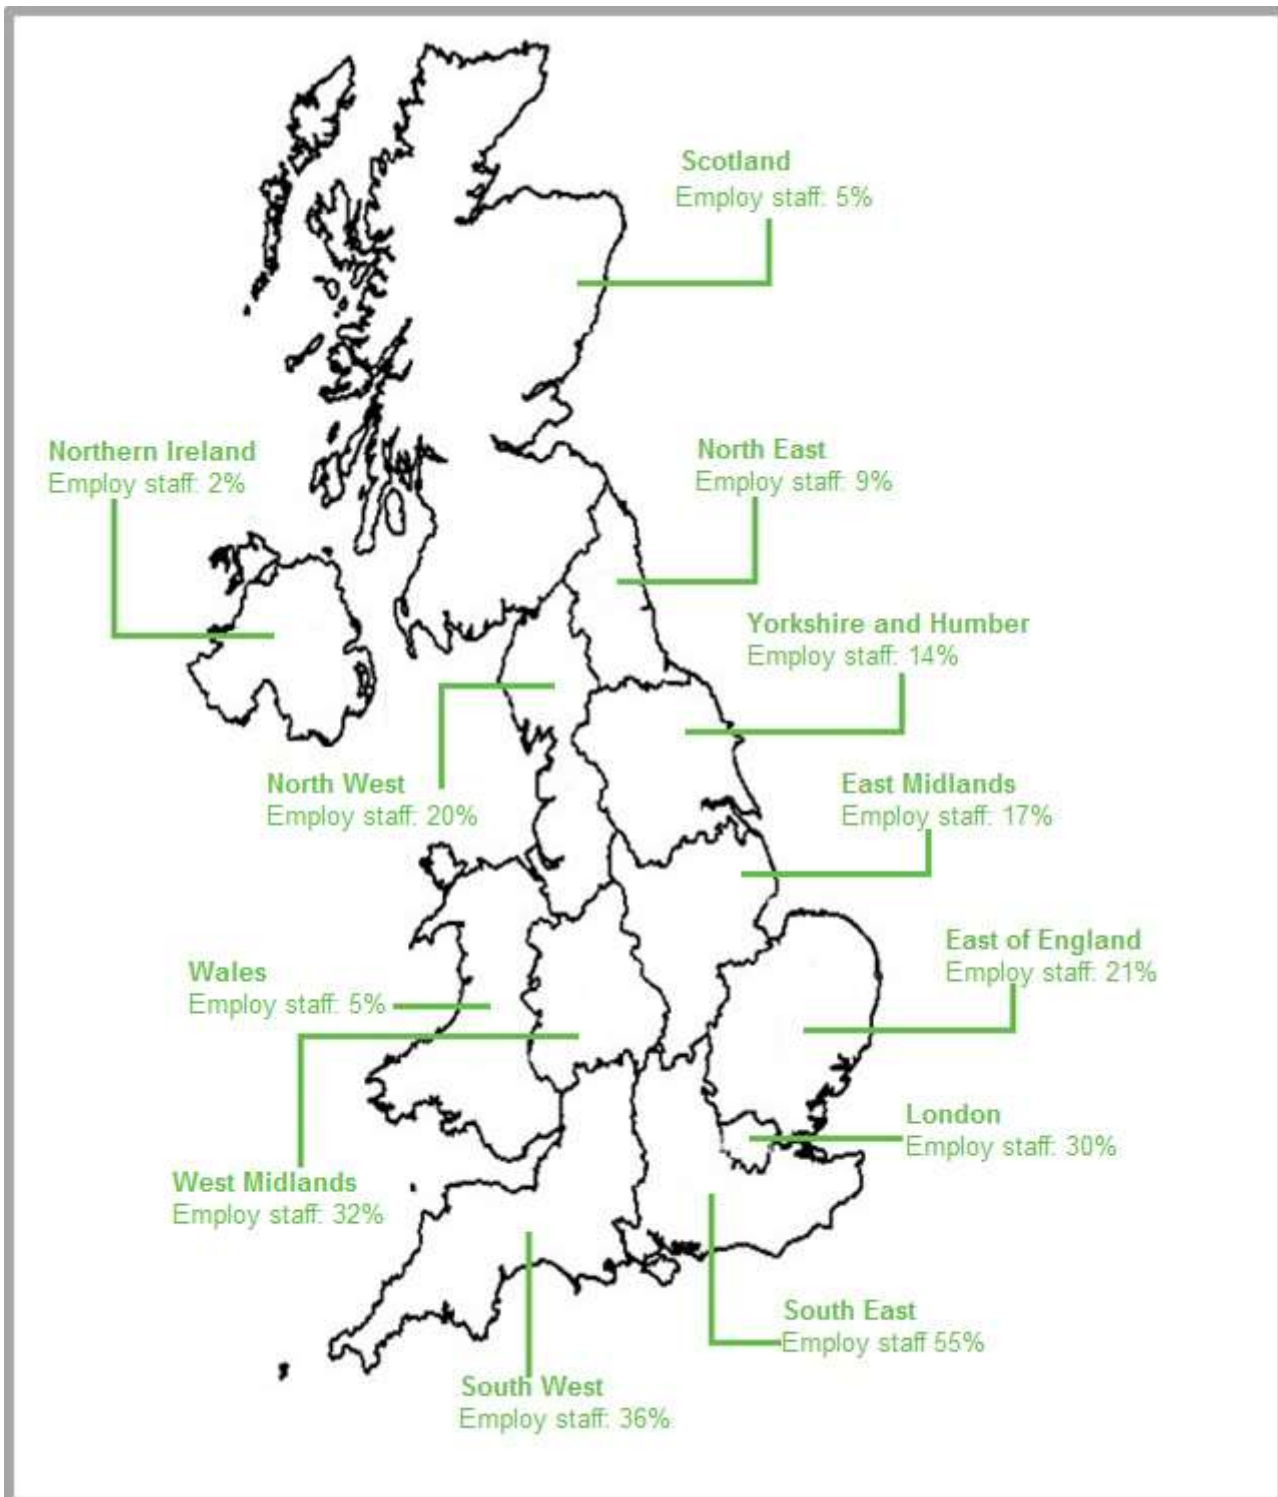 Scotland
Employ staff: 5%
Northern Ireland
Employ staff: 2%
North East
Employ staff: 9%
Yorkshire and Humber
Employ staff: 14%
North West
Employ staff: 20%
East Midlands
Employ staff: 17%
East of England
Employ staff: 21%
Wales
Employ staff: 5%
London
Employ staff: 30%
West Midlands
Employ staff: 32%
South East
Employ staff 55%
South West
Employ staff: 36%